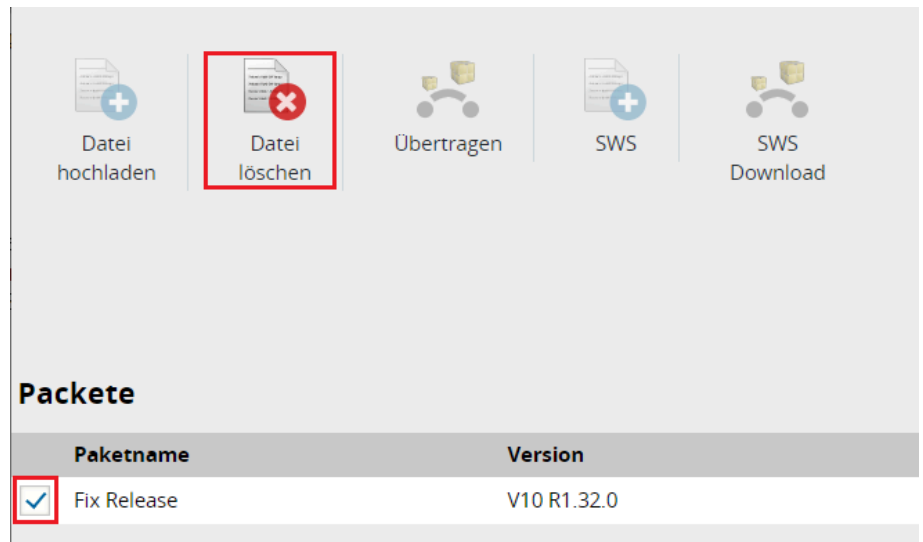 Datei
hochladen
Datei
löschen
Übertragen
SWS
SWS
Download
Packete
Paketname Version
Fix Release V10 R1.32.0